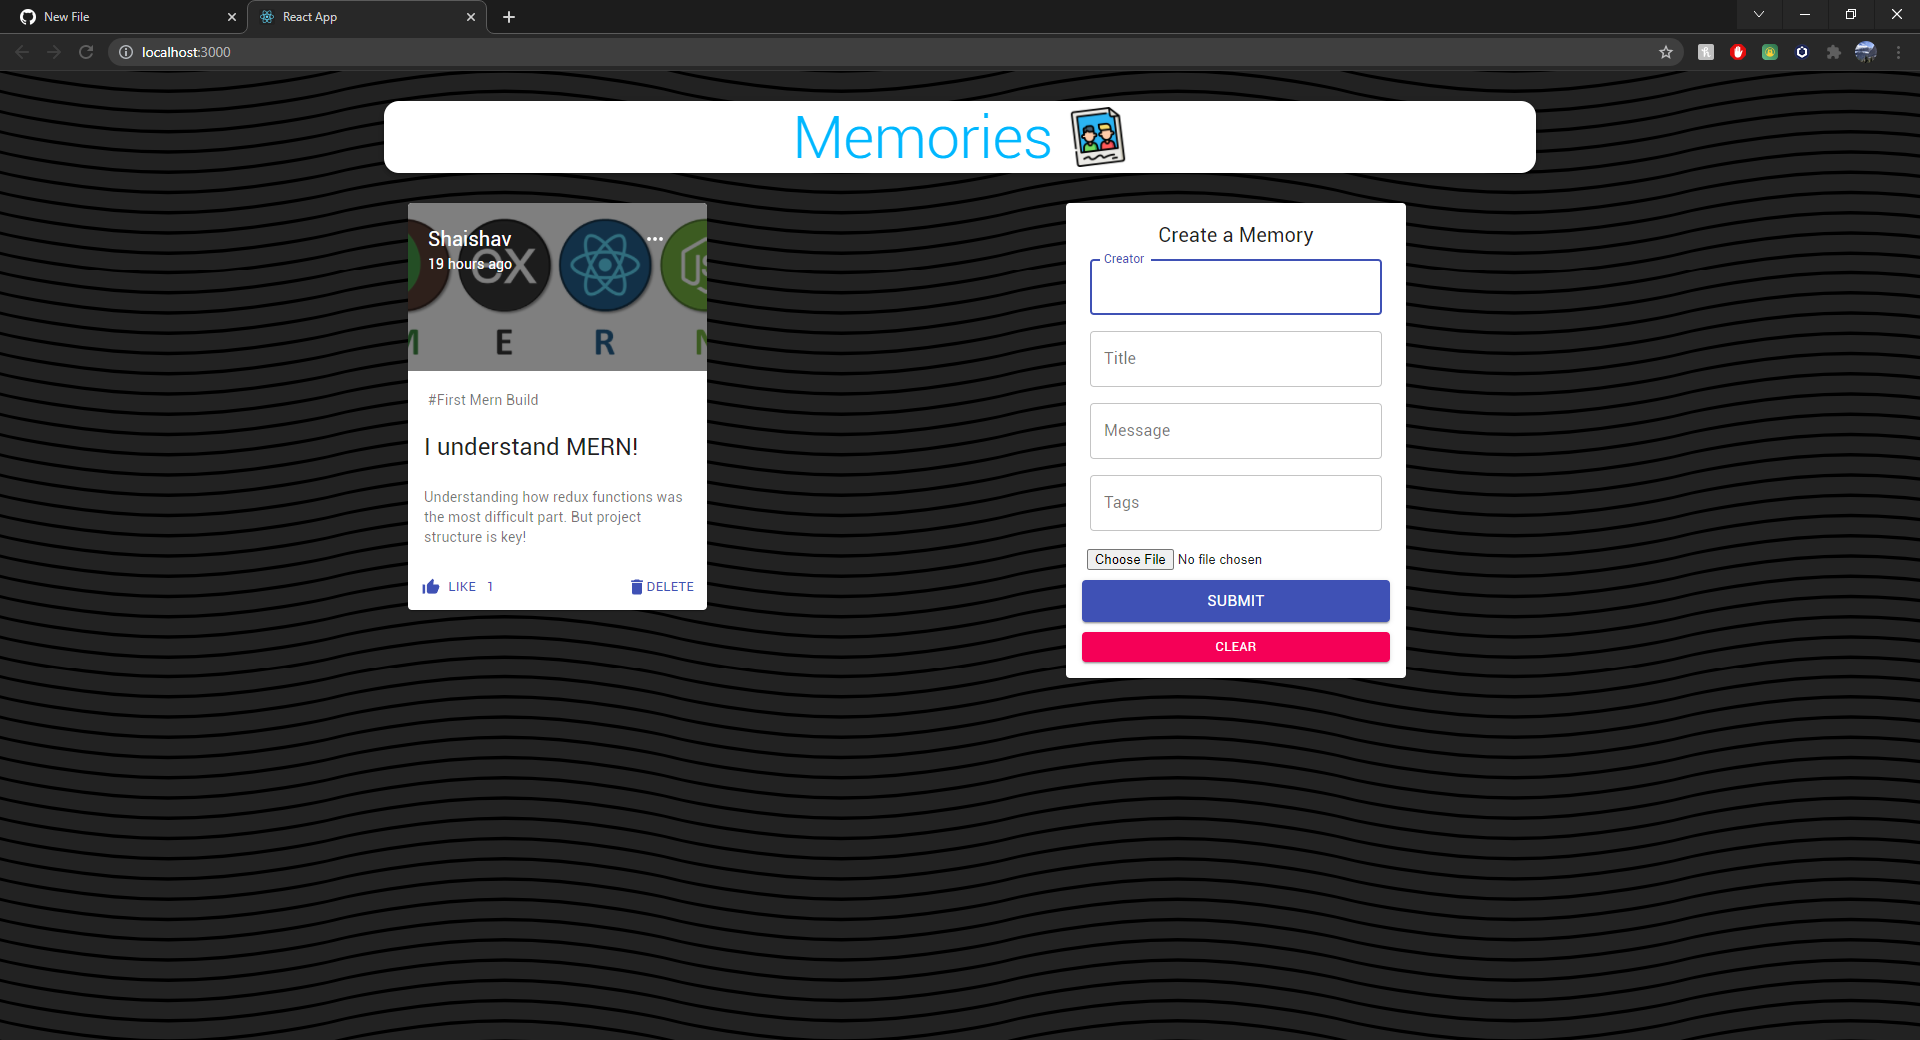 New File
React App
localhost:3000
Memories
Shaishav
19 hours ago
EX
JS
M E R N
#First Mern Build
I understand MERN!
Understanding how redux functions was
the most difficult part. But project
structure is key!
LIKE 1
DELETE
Create a Memory
Creator
Title
Message
Tags
Choose File No file chosen
SUBMIT
CLEAR